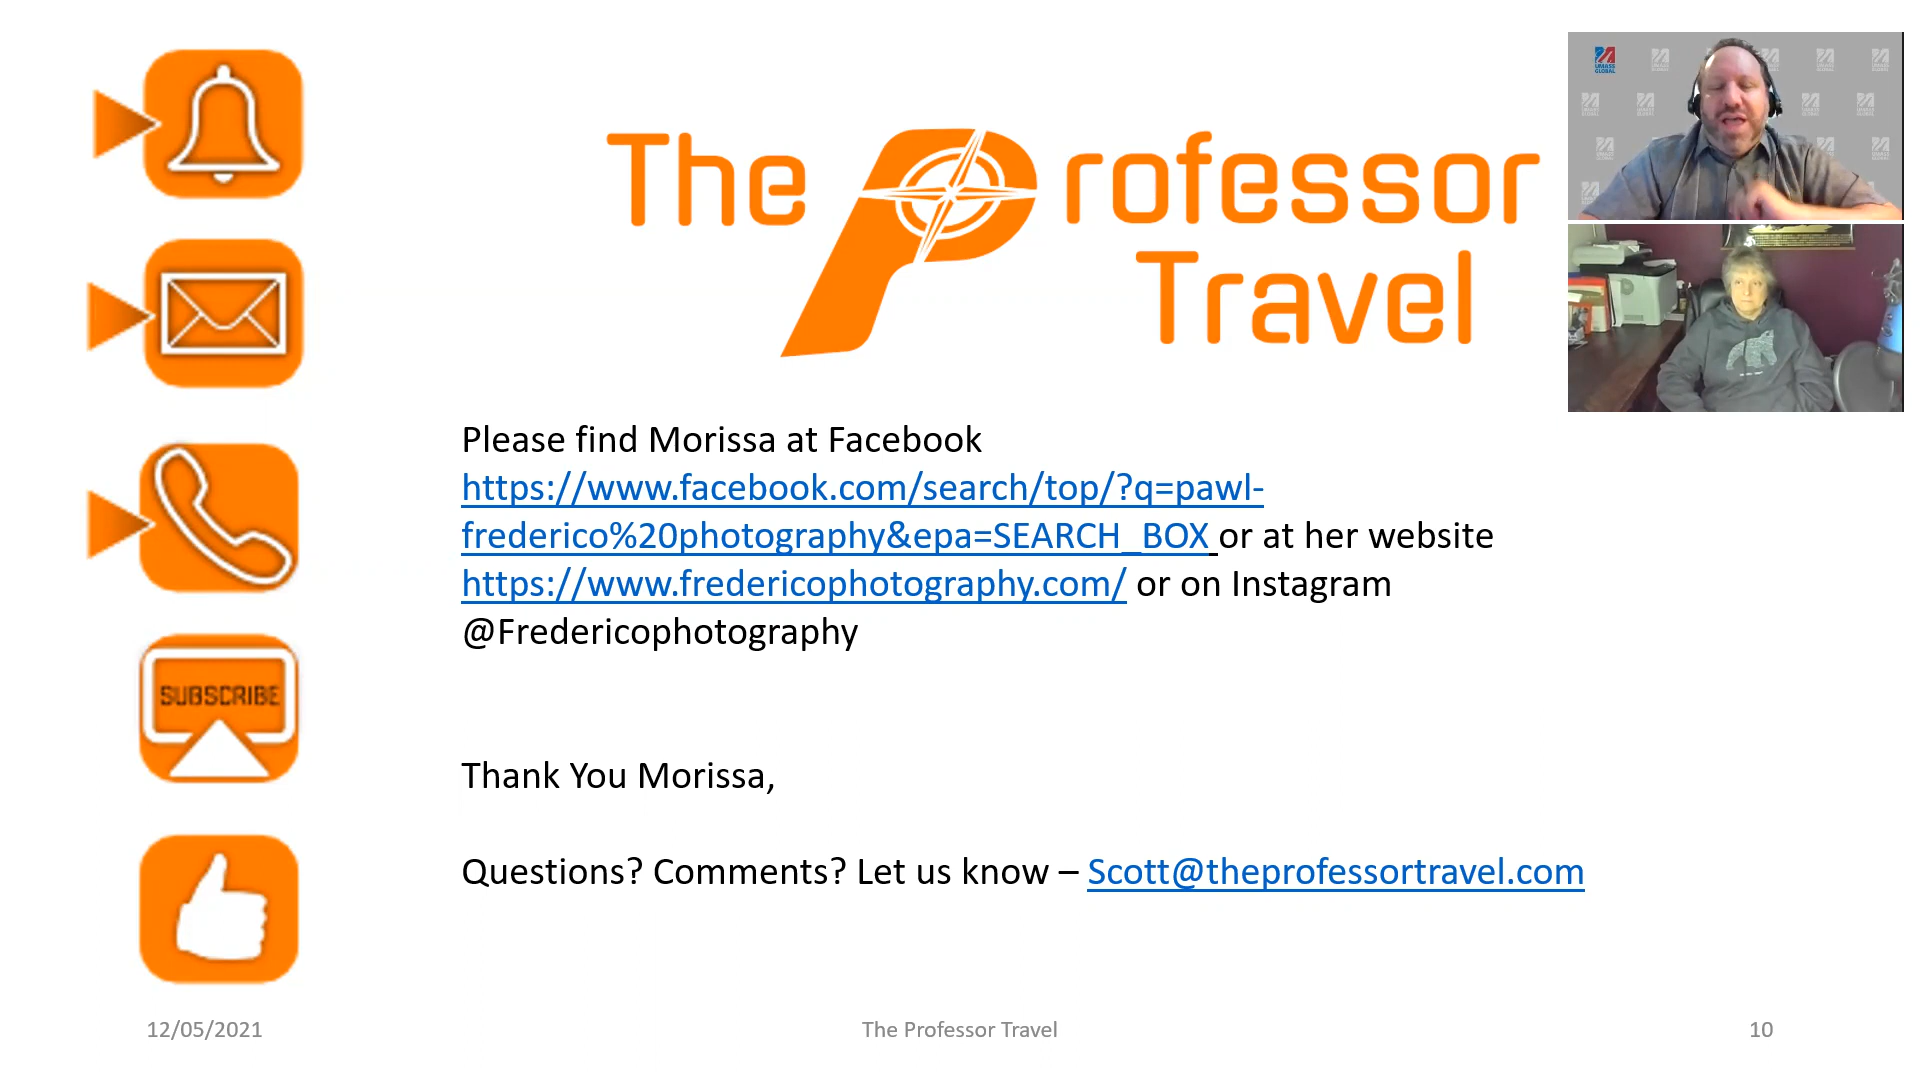 The Professor
Travel
UMASS GLOBAL
Please find Morissa at Facebook
https://www.facebook.com/search/top/?q=pawl-
frederico%20photography&epa=SEARCH_BOX or at her website
https://www.fredericophotography.com/ or on Instagram
@Fredericophotography
SUBSCRIBE
Thank You Morissa,
Questions? Comments? Let us know – Scott@theprofessortravel.com
12/05/2021
The Professor Travel
10